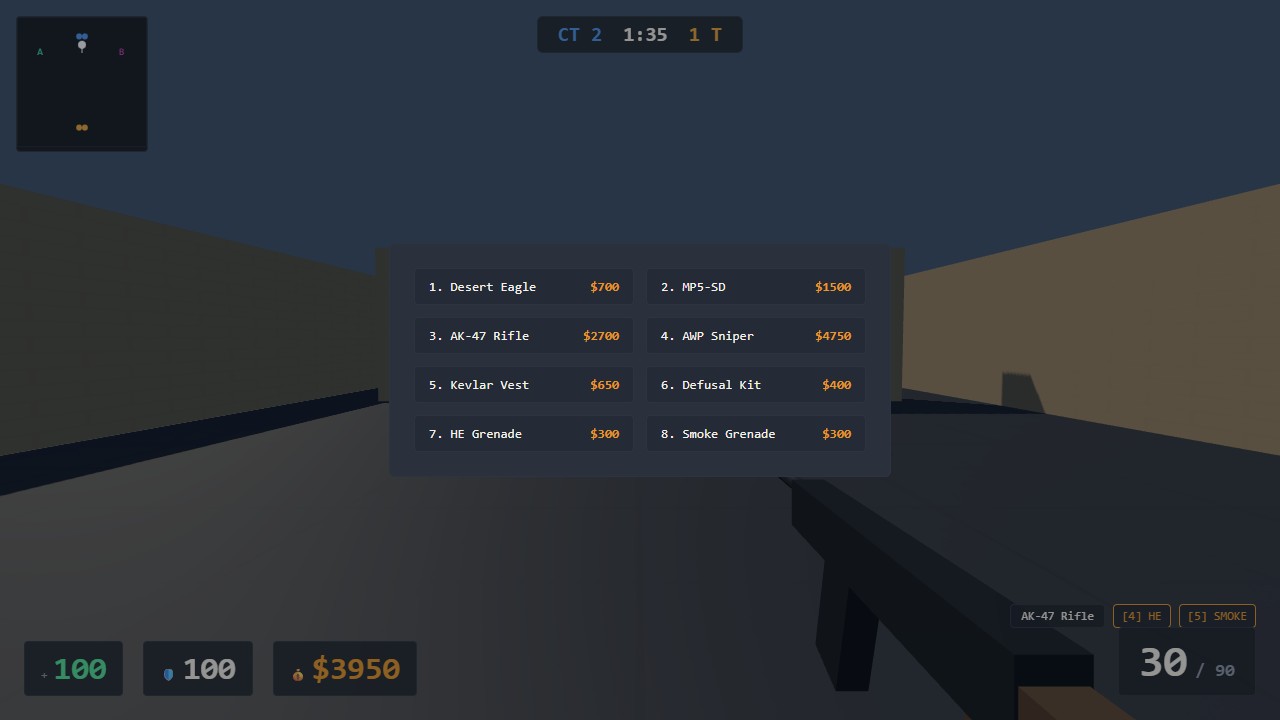 CT 2 1:35 1 T
A B
1. Desert Eagle $700
2. MP5-SD $1500
3. AK-47 Rifle $2700
4. AWP Sniper $4750
5. Kevlar Vest $650
6. Defusal Kit $400
7. HE Grenade $300
8. Smoke Grenade $300
AK-47 Rifle [4] HE [5] SMOKE
+ 100 100 $3950
30 / 90